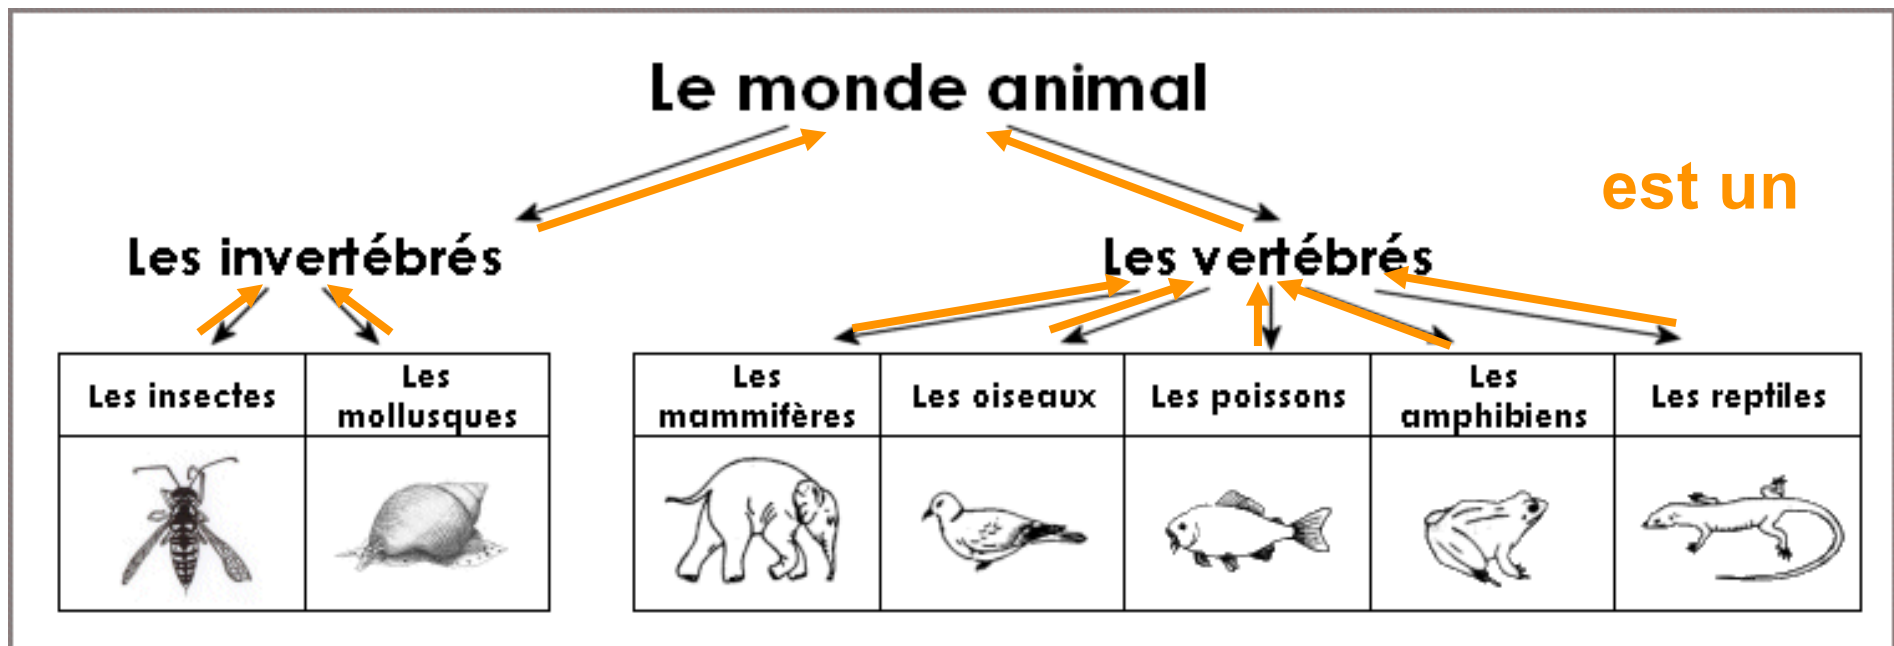 Le monde animal
est un
Les invertébrés
Les vertébrés
Les insectes
Les
mollusques
Les
mammifères
Les oiseaux
Les poissons
Les
amphibiens
Les reptiles